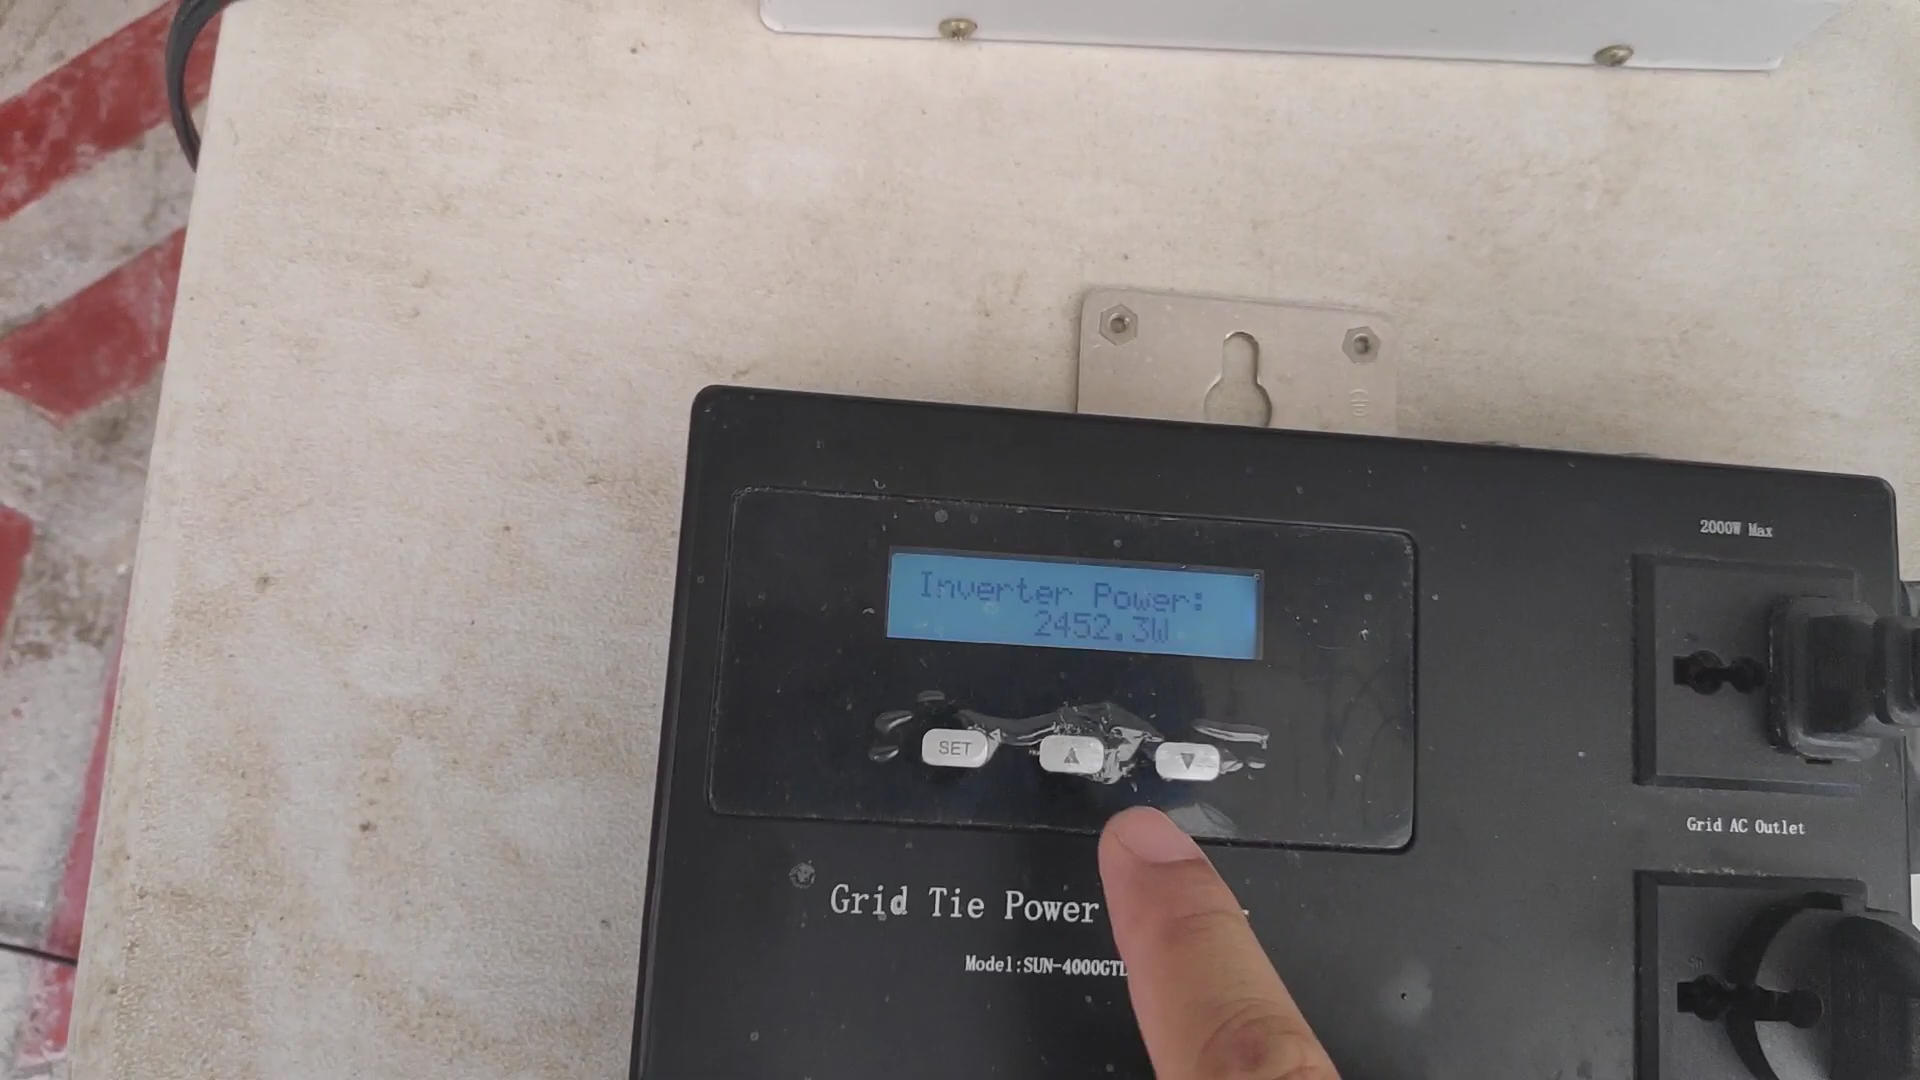 2000W Max
Inverter Power:
2452.3W
SET
Grid AC Outlet
Grid Tie Power
Model:SUN-4000GTL